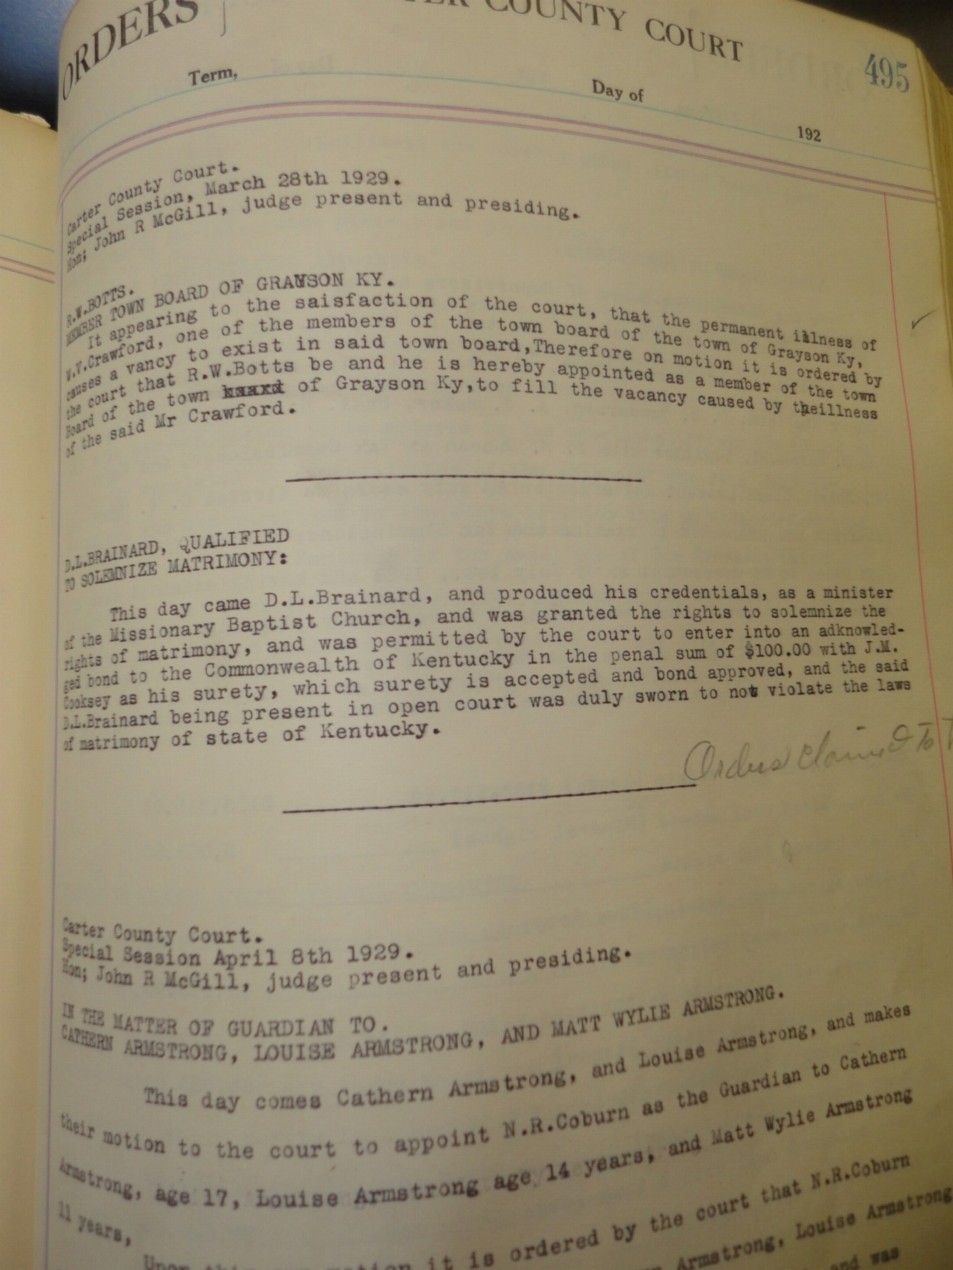 ORDERS
COUNTY COURT
495
Term,
Day of
192
Carter County Court.
Special Session, March 28th 1929.
Hon; John R McGill, judge present and presiding.
R.W.BOTTS.
MEMBER TOWN BOARD OF GRAYSON KY.
It appearing to the saisfaction of the court, that the permanent illness of
W.V.Crawford, one of the members of the town board of the town of Grayson Ky,
causes a vancy to exist in said town board,Therefore on motion it is ordered by
the court that R.W.Botts be and he is hereby appointed as a member of the town
Board of the town of Grayson Ky,to fill the vacancy caused by theillness
of the said Mr Crawford.
D.L.BRAINARD, QUALIFIED
TO SOLEMNIZE MATRIMONY:
This day came D.L.Brainard, and produced his credentials, as a minister
of the Missionary Baptist Church, and was granted the rights to solemnize the
rights of matrimony, and was permitted by the court to enter into an adknowled-
ged bond to the Commonwealth of Kentucky in the penal sum of $100.00 with J.M.
Cooksey as his surety, which surety is accepted and bond approved, and the said
D.L.Brainard being present in open court was duly sworn to not violate the laws
of matrimony of state of Kentucky.
Orders To
Carter County Court.
Special Session April 8th 1929.
Hon; John R McGill, judge present and presiding.
IN THE MATTER OF GUARDIAN TO.
CATHERN ARMSTRONG, LOUISE ARMSTRONG, AND MATT WYLIE ARMSTRONG.
This day comes Cathern Armstrong, and Louise Armstrong, and makes
their motion to the court to appoint N.R.Coburn as the Guardian to Cathern
Armstrong, age 17, Louise Armstrong age 14 years, and Matt Wylie Armstrong
11 years,
it is ordered by the court that N.R.Coburn
Armstrong, Louise Armstrong
and was